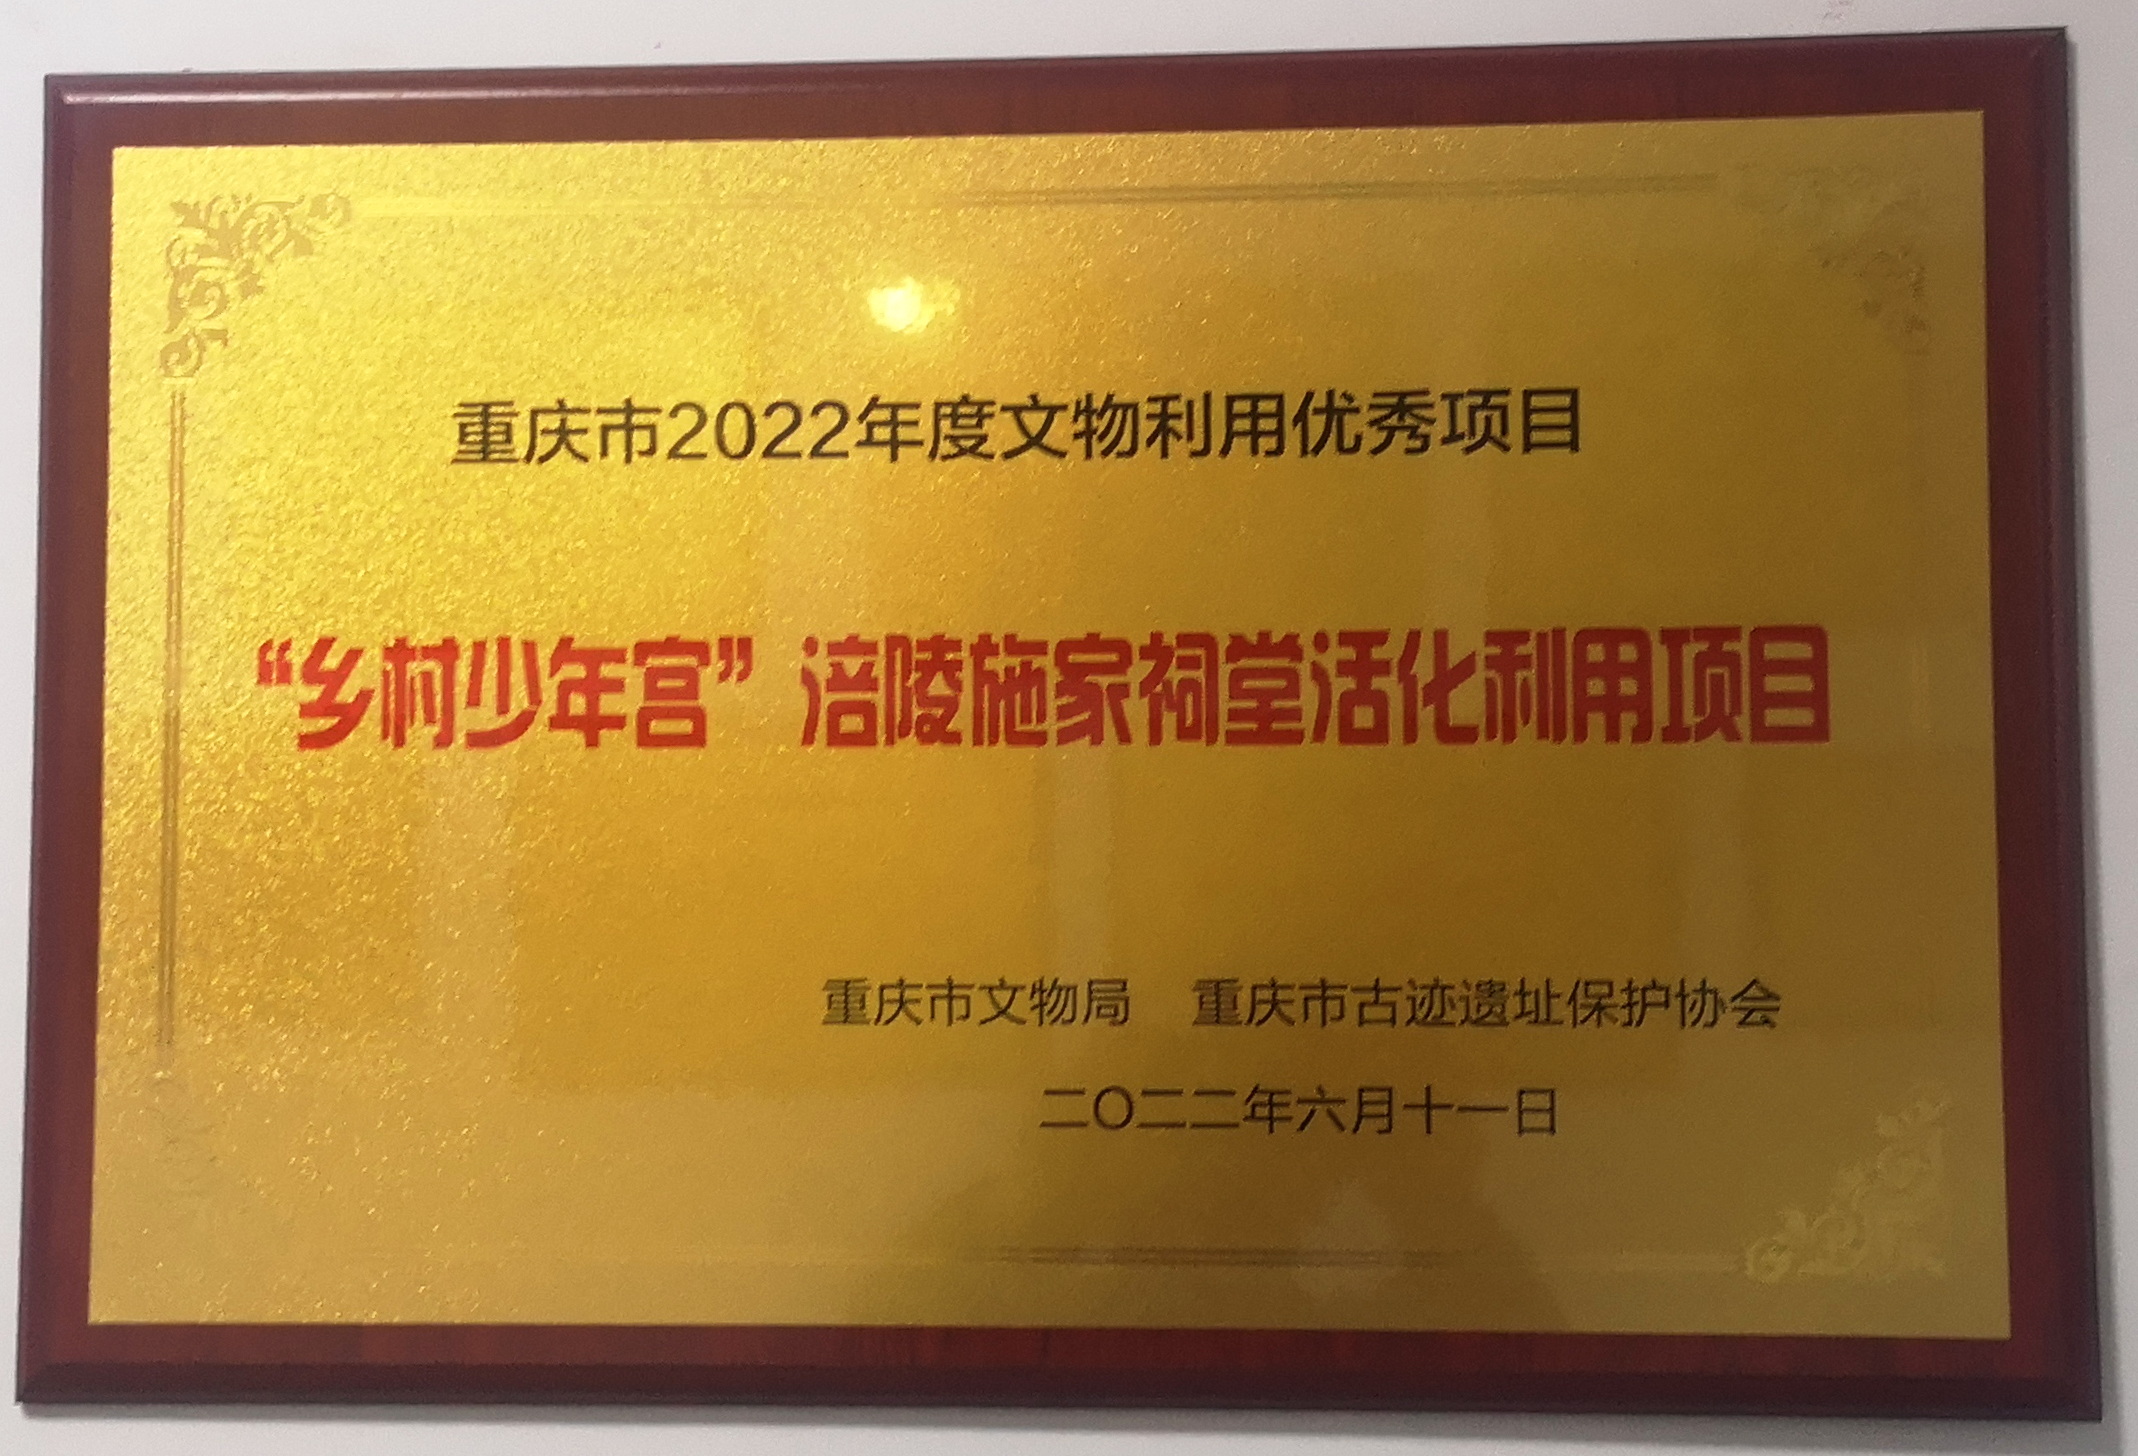 重庆市2022年度文物利用优秀项目
“乡村少年宫” 涪陵施家祠堂活化利用项目
重庆市文物局 重庆市古迹遗址保护协会
二〇二二年六月十一日